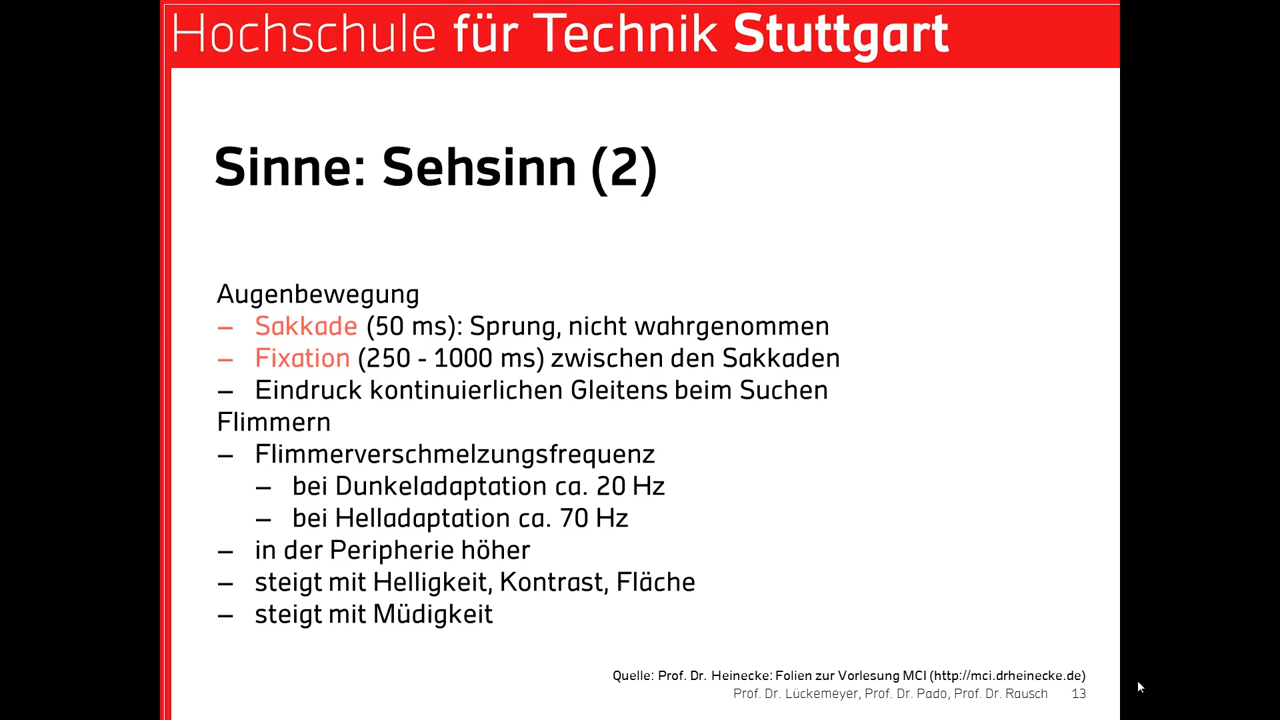 Hochschule für Technik Stuttgart
Sinne: Sehsinn (2)
Augenbewegung
– Sakkade (50 ms): Sprung, nicht wahrgenommen
– Fixation (250 - 1000 ms) zwischen den Sakkaden
– Eindruck kontinuierlichen Gleitens beim Suchen
Flimmern
– Flimmerverschmelzungsfrequenz
– bei Dunkeladaptation ca. 20 Hz
– bei Helladaptation ca. 70 Hz
– in der Peripherie höher
– steigt mit Helligkeit, Kontrast, Fläche
– steigt mit Müdigkeit
Quelle: Prof. Dr. Heinecke: Folien zur Vorlesung MCI (http://mci.drheinecke.de)
Prof. Dr. Lückemeyer, Prof. Dr. Pado, Prof. Dr. Rausch 13